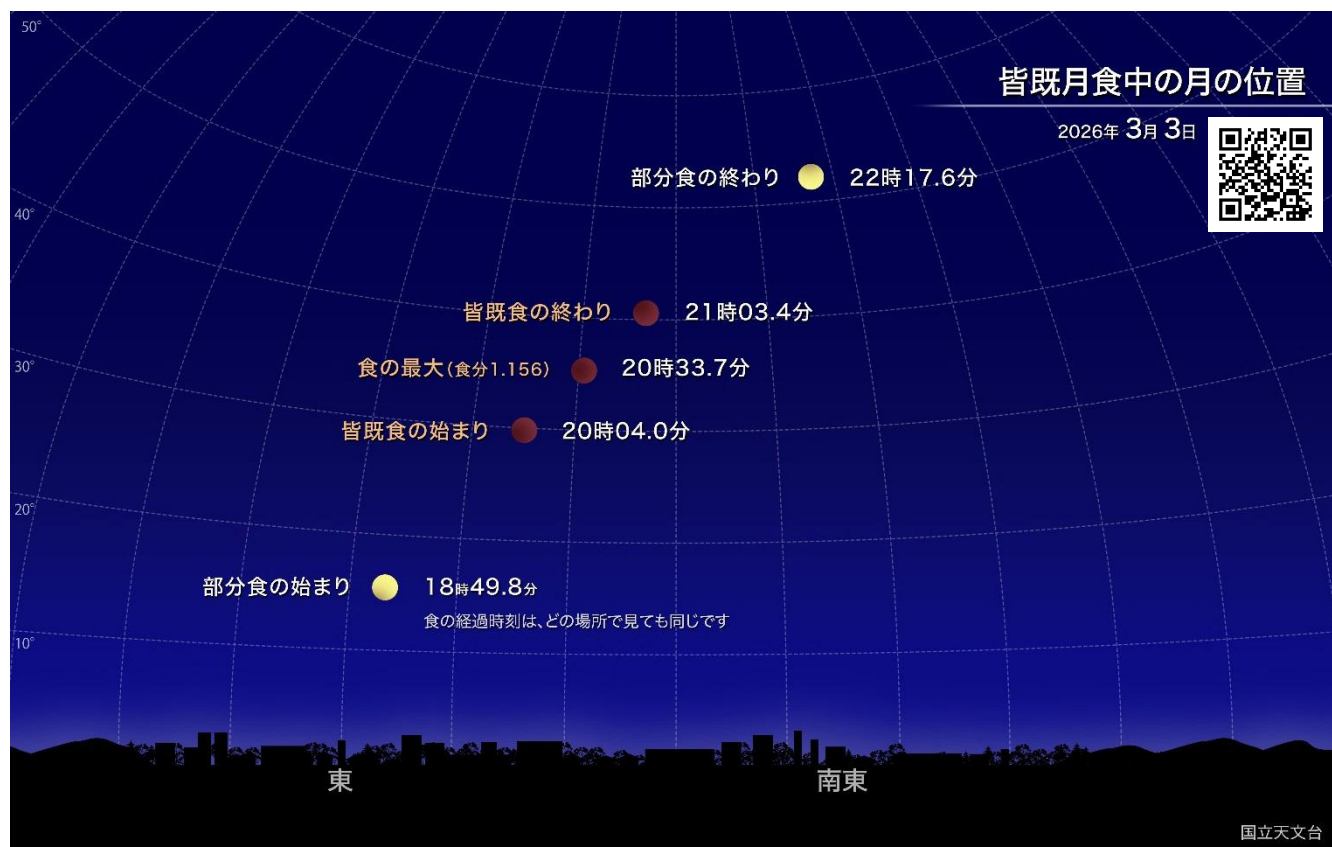 50°
皆既月食中の月の位置
2026年 3月 3日
部分食の終わり 22時17.6分
40°
皆既食の終わり 21時03.4分
30°
食の最大(食分1.156) 20時33.7分
皆既食の始まり 20時04.0分
20°
部分食の始まり 18時49.8分
食の経過時刻は、どの場所で見ても同じです
10°
東
南東
国立天文台